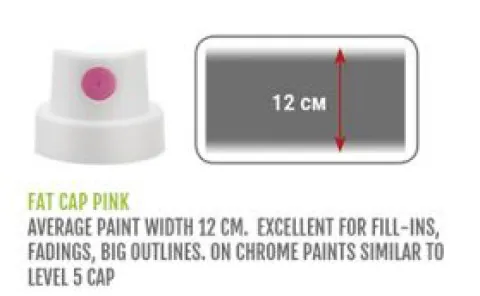 12 CM
FAT CAP PINK
AVERAGE PAINT WIDTH 12 CM. EXCELLENT FOR FILL-INS,
FADINGS, BIG OUTLINES. ON CHROME PAINTS SIMILAR TO
LEVEL 5 CAP